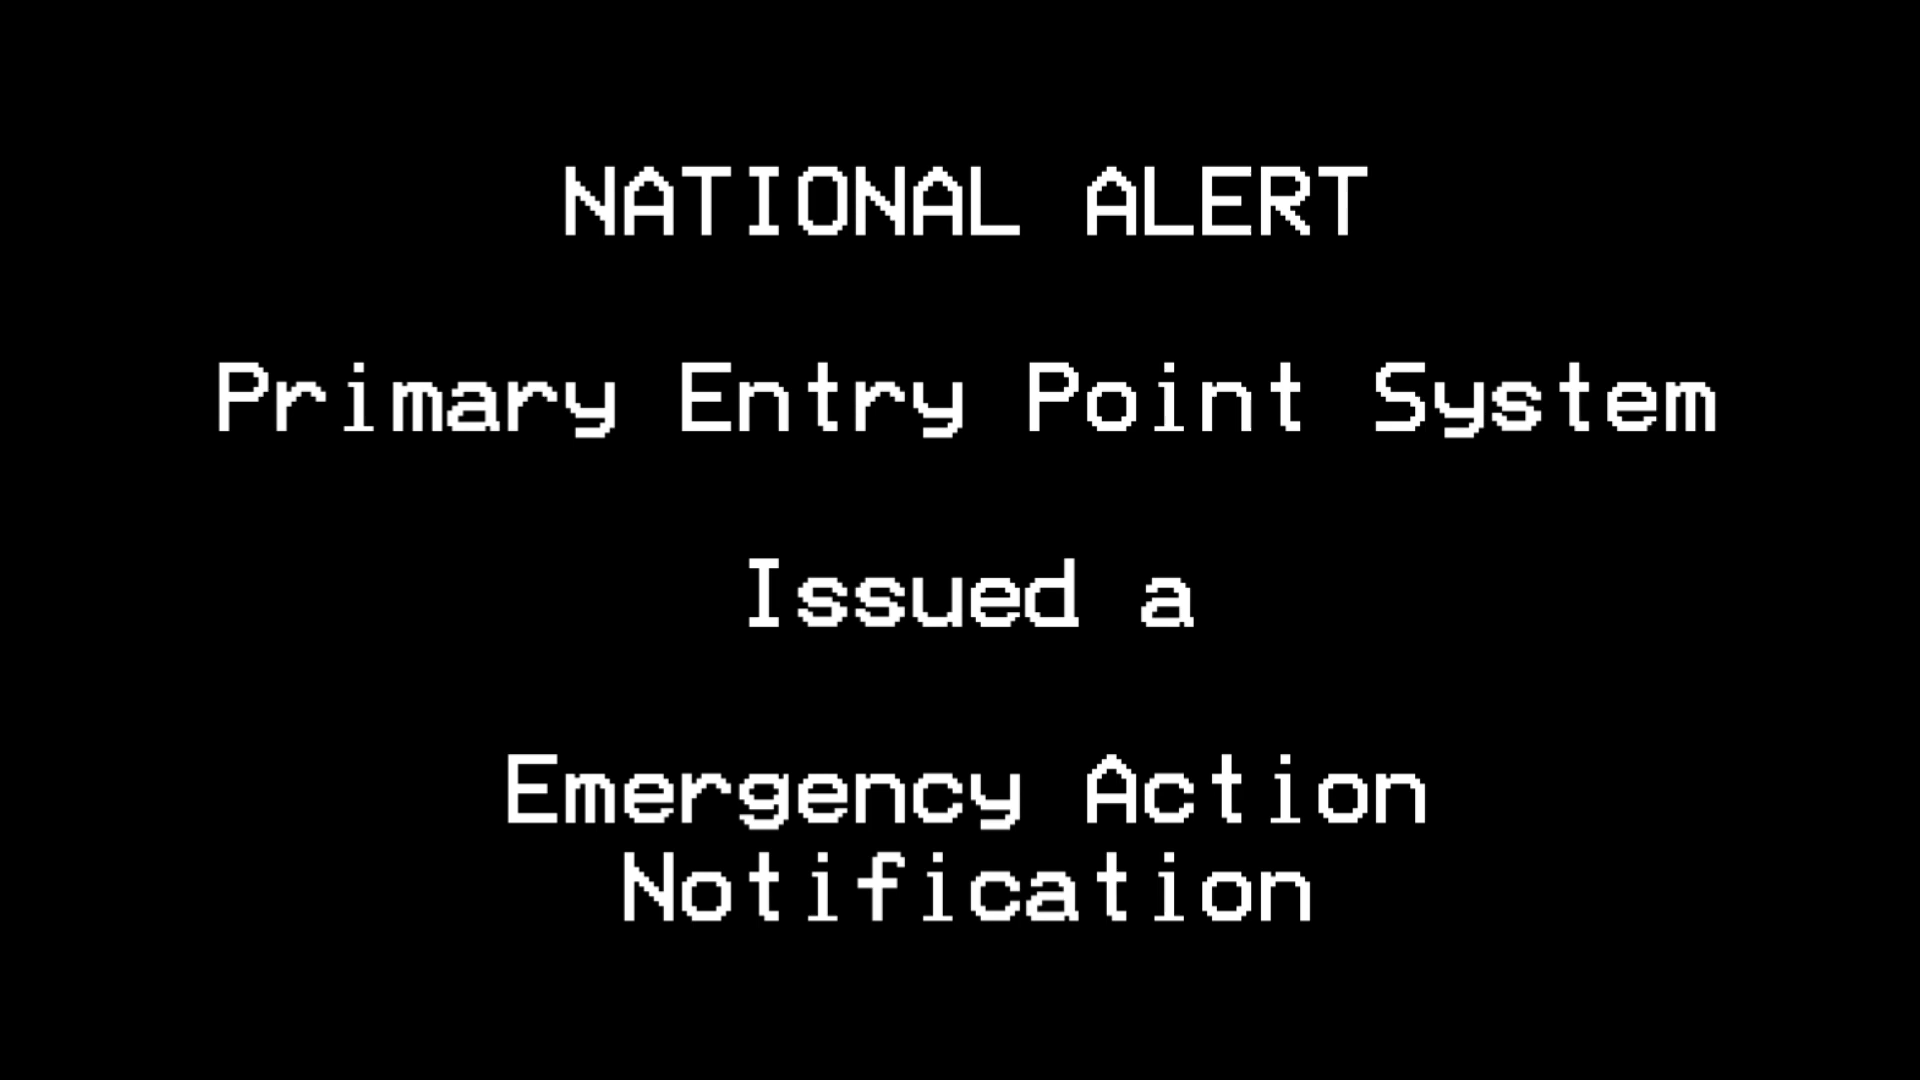 NATIONAL ALERT
Primary Entry Point System
Issued a
Emergency Action
Notification